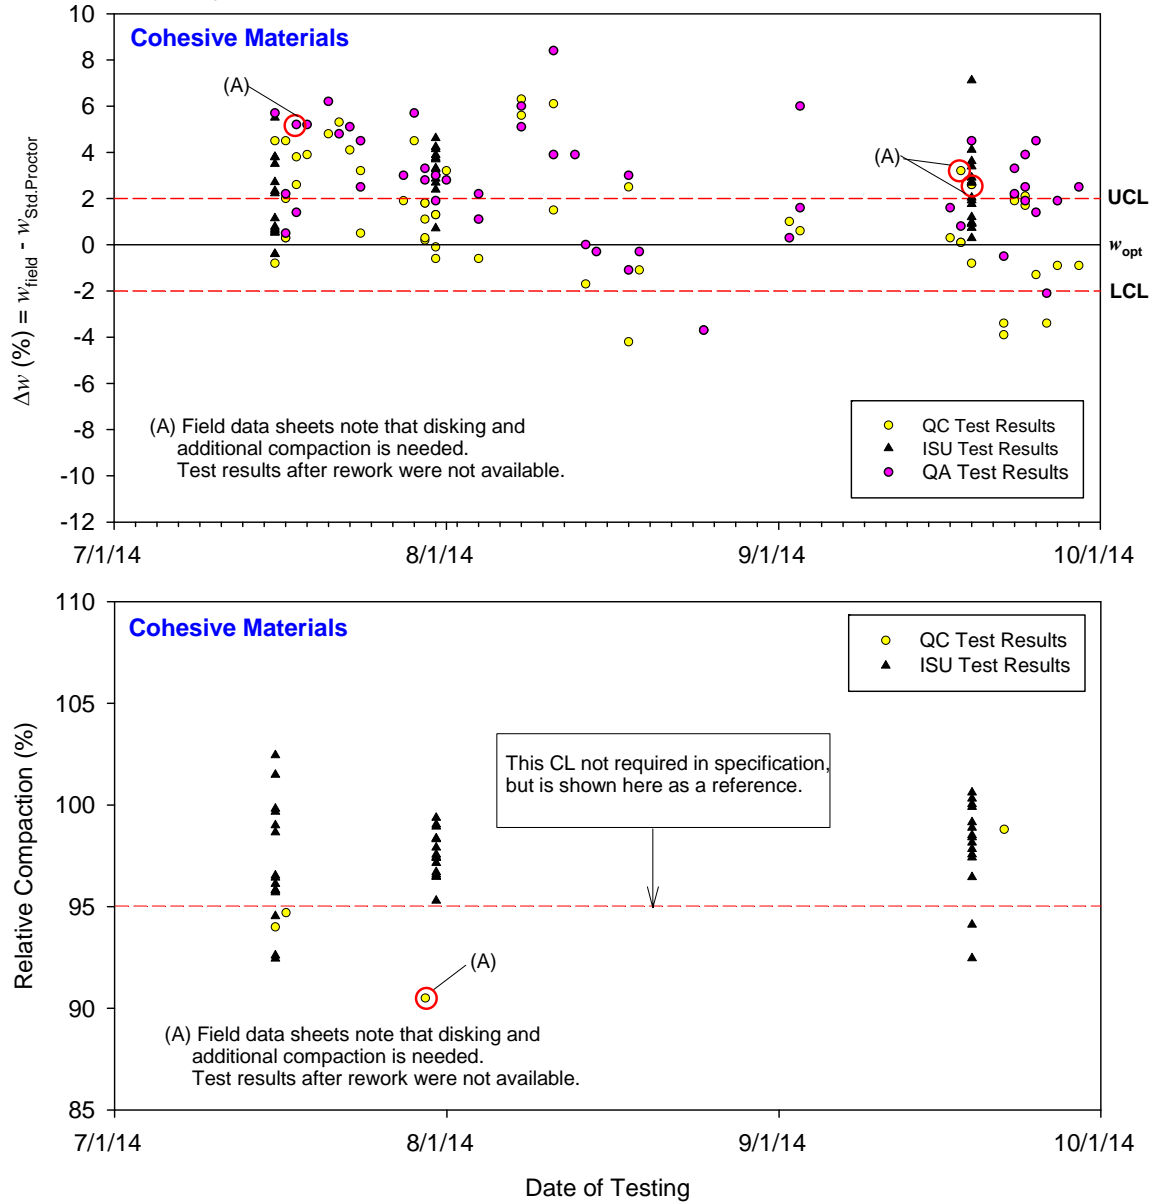 10
Cohesive Materials
8
(A)
6
4
(A)
2
UCL
0
wopt
-2
LCL
-4
-6
(A) Field data sheets note that disking and
additional compaction is needed.
Test results after rework were not available.
-8
-10
-12
QC Test Results
ISU Test Results
QA Test Results
Δw (%) = wfield - wStd.Proctor
7/1/14 8/1/14 9/1/14 10/1/14
110
Cohesive Materials
QC Test Results
ISU Test Results
105
This CL not required in specification,
but is shown here as a reference.
100
95
(A)
90
(A) Field data sheets note that disking and
additional compaction is needed.
Test results after rework were not available.
85
Relative Compaction (%)
7/1/14 8/1/14 9/1/14 10/1/14
Date of Testing